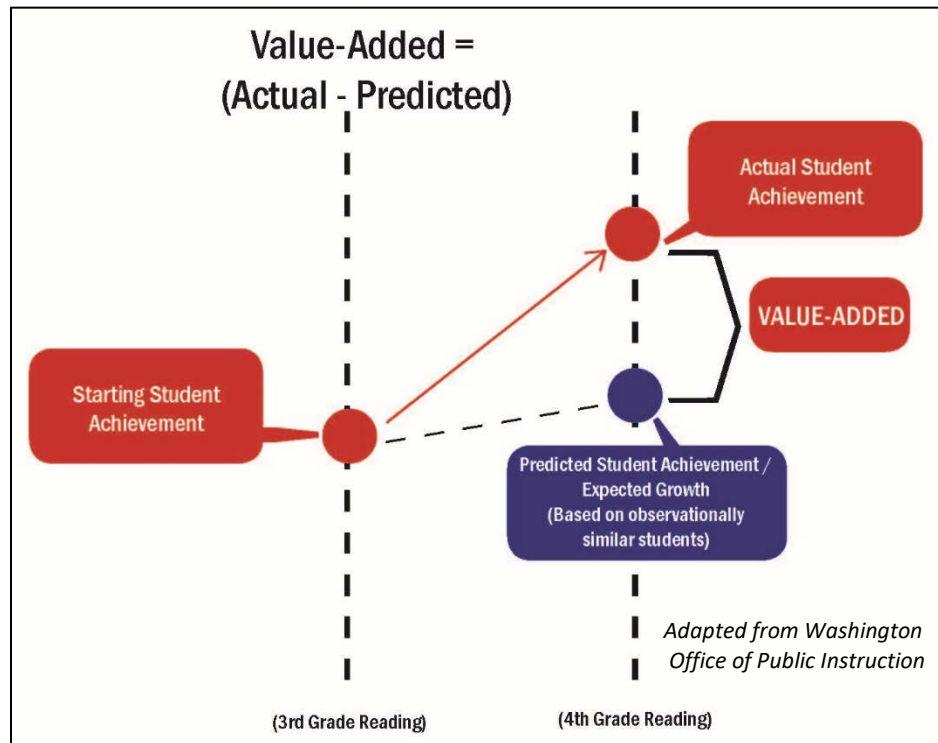 Value-Added =
(Actual - Predicted)
Actual Student
Achievement
VALUE-ADDED
Starting Student
Achievement
Predicted Student Achievement /
Expected Growth
(Based on observationally
similar students)
Adapted from Washington
Office of Public Instruction
(3rd Grade Reading)
(4th Grade Reading)